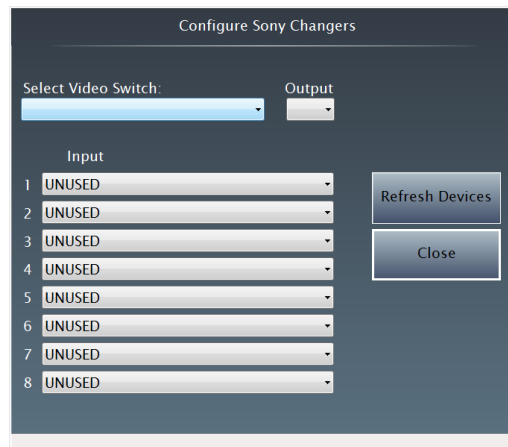 Configure Sony Changers
Select Video Switch: Output
Input
1 UNUSED
2 UNUSED
3 UNUSED
4 UNUSED
5 UNUSED
6 UNUSED
7 UNUSED
8 UNUSED
Refresh Devices
Close